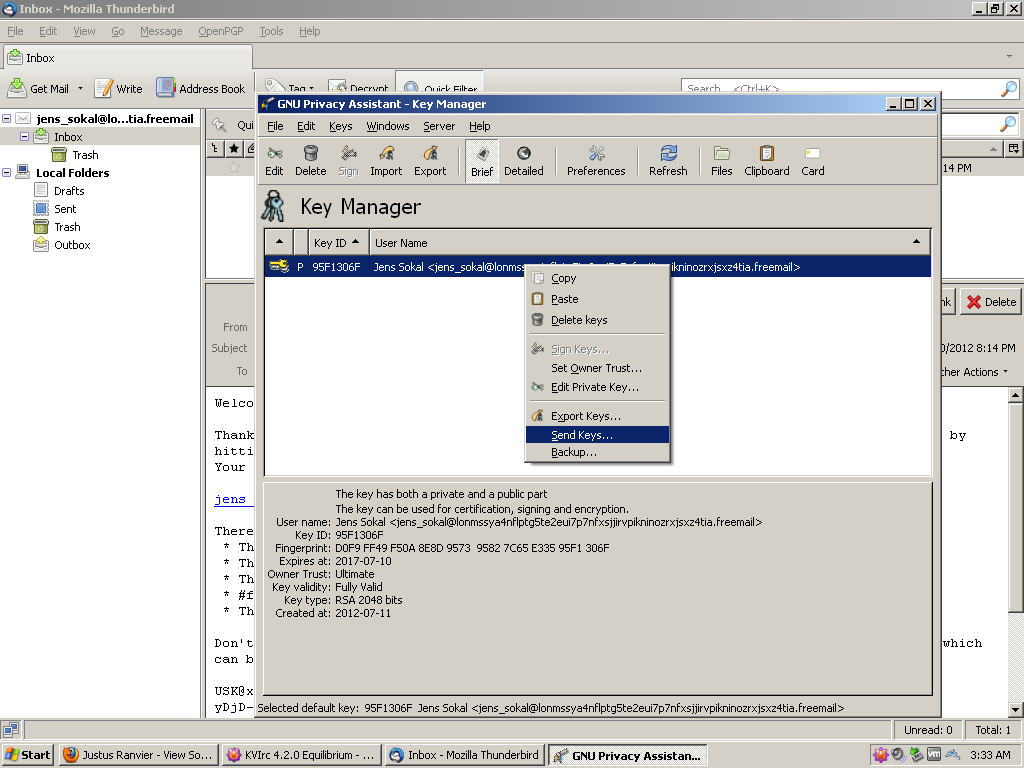 Inbox - Mozilla Thunderbird
File Edit View Go Message OpenPGP Tools Help
Inbox
Get Mail Write Address Book Tag Decrypt Quick Filter Search... <Ctrl+K>
jens_sokal@lo...tia.freemail
Inbox
Trash
Local Folders
Drafts
Sent
Trash
Outbox
Qui
14 PM
GNU Privacy Assistant - Key Manager
File Edit Keys Windows Server Help
Edit Delete Sign Import Export Brief Detailed Preferences Refresh Files Clipboard Card
Key Manager
Key ID User Name
P 95F1306F Jens Sokal <jens_sokal@lonmss pikninozrxjsxz4tia.freemail>
Copy
Paste
Delete keys
Sign Keys...
Set Owner Trust...
Edit Private Key...
Export Keys...
Send Keys...
Backup...
nk Delete
From
Subject
0/2012 8:14 PM
To
her Actions
Welco
Thank by
hitti
Your
jens
There
* Th
* Th
* Th
* #f
* Th
Don't which
can b
USK@x
yDjD-
The key has both a private and a public part
The key can be used for certification, signing and encryption.
User name: Jens Sokal <jens_sokal@lonmssya4nflptg5te2eui7p7nfxsjjirvpikninozrxjsxz4tia.freemail>
Key ID: 95F1306F
Fingerprint: D0F9 FF49 F50A 8E8D 9573 9582 7C65 E335 95F1 306F
Expires at: 2017-07-10
Owner Trust: Ultimate
Key validity: Fully Valid
Key type: RSA 2048 bits
Created at: 2012-07-11
Selected default key: 95F1306F Jens Sokal <jens_sokal@lonmssya4nflptg5te2eui7p7nfxsjjirvpikninozrxjsxz4tia.freemail>
Unread: 0 Total: 1
Start Justus Ranvier - View So... KVIrc 4.2.0 Equilibrium - ... Inbox - Mozilla Thunderbird GNU Privacy Assistan... 3:33 AM